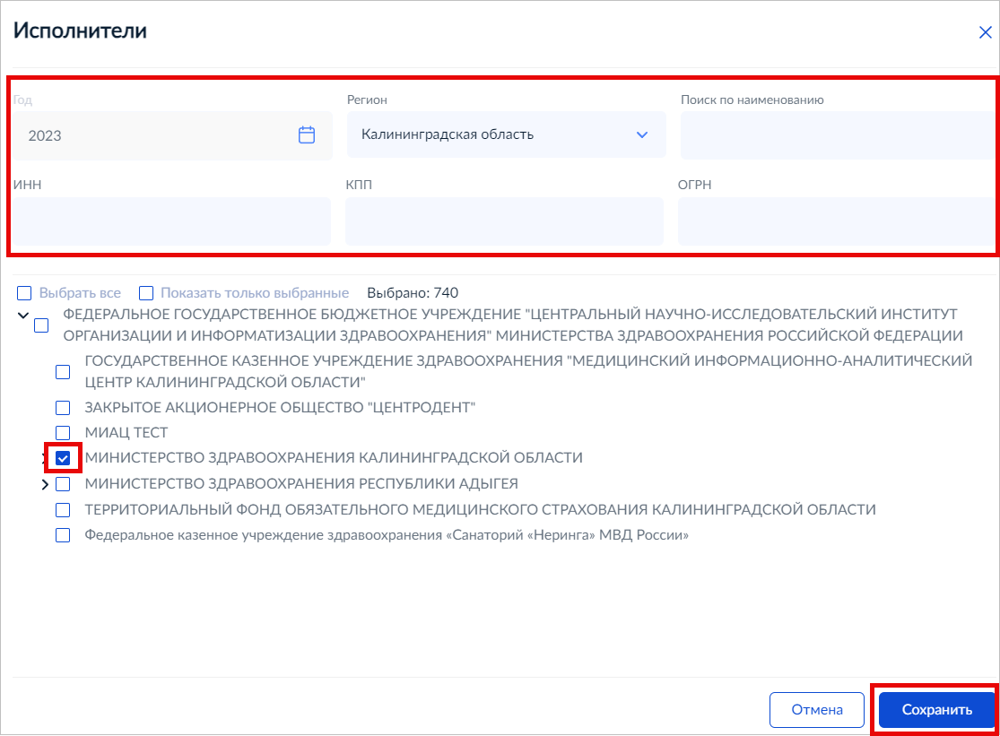 Исполнители
Год
Регион
Поиск по наименованию
2023
Калининградская область
ИНН
КПП
ОГРН
Выбрать все
Показать только выбранные
Выбрано: 740
ФЕДЕРАЛЬНОЕ ГОСУДАРСТВЕННОЕ БЮДЖЕТНОЕ УЧРЕЖДЕНИЕ "ЦЕНТРАЛЬНЫЙ НАУЧНО-ИССЛЕДОВАТЕЛЬСКИЙ ИНСТИТУТ
ОРГАНИЗАЦИИ И ИНФОРМАТИЗАЦИИ ЗДРАВООХРАНЕНИЯ" МИНИСТЕРСТВА ЗДРАВООХРАНЕНИЯ РОССИЙСКОЙ ФЕДЕРАЦИИ
ГОСУДАРСТВЕННОЕ КАЗЕННОЕ УЧРЕЖДЕНИЕ ЗДРАВООХРАНЕНИЯ "МЕДИЦИНСКИЙ ИНФОРМАЦИОННО-АНАЛИТИЧЕСКИЙ
ЦЕНТР КАЛИНИНГРАДСКОЙ ОБЛАСТИ"
ЗАКРЫТОЕ АКЦИОНЕРНОЕ ОБЩЕСТВО "ЦЕНТРОДЕНТ"
МИАЦ ТЕСТ
МИНИСТЕРСТВО ЗДРАВООХРАНЕНИЯ КАЛИНИНГРАДСКОЙ ОБЛАСТИ
МИНИСТЕРСТВО ЗДРАВООХРАНЕНИЯ РЕСПУБЛИКИ АДЫГЕЯ
ТЕРРИТОРИАЛЬНЫЙ ФОНД ОБЯЗАТЕЛЬНОГО МЕДИЦИНСКОГО СТРАХОВАНИЯ КАЛИНИНГРАДСКОЙ ОБЛАСТИ
Федеральное казенное учреждение здравоохранения «Санаторий «Неринга» МВД России»
Отмена
Сохранить